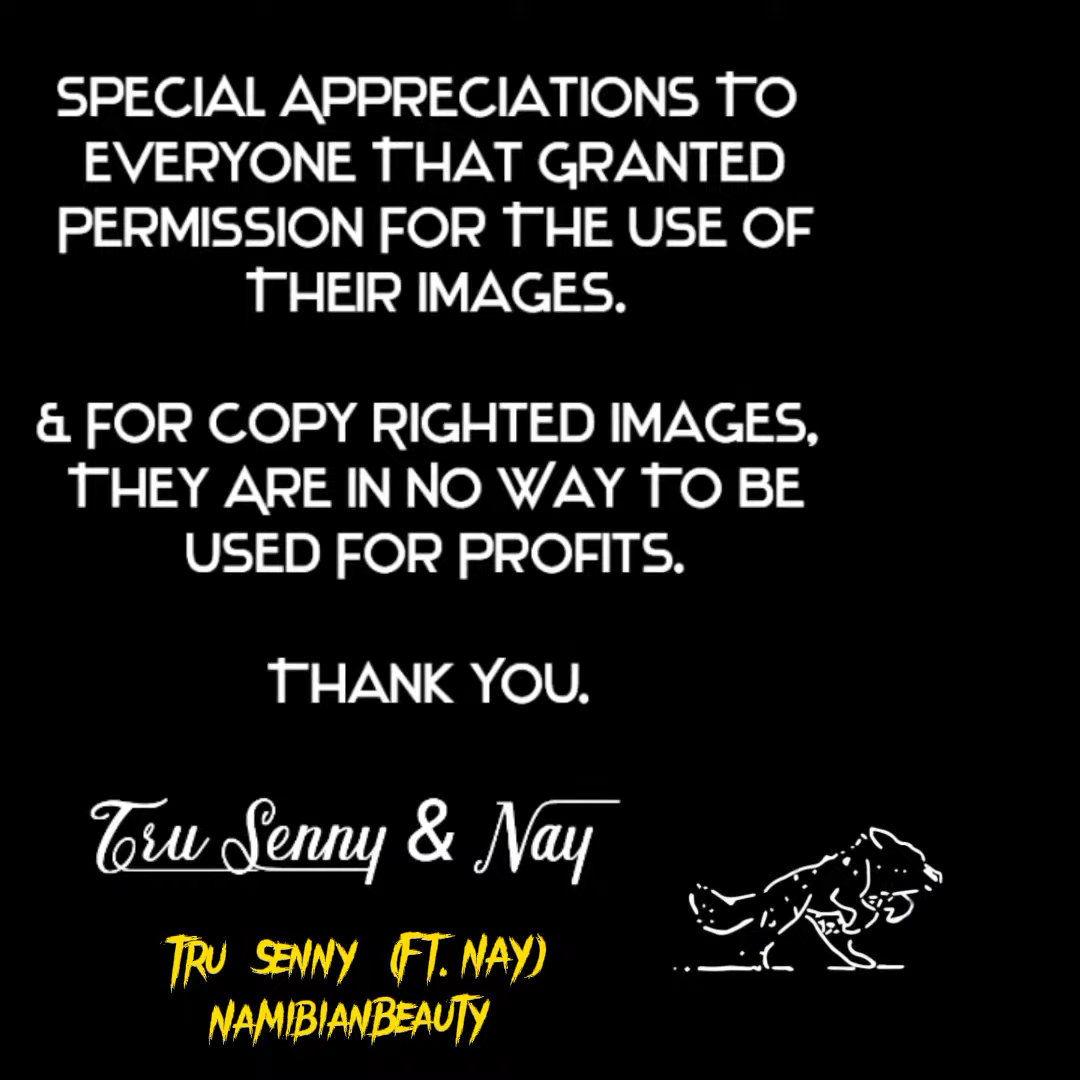 SPECIAL APPRECIATIONS TO
EVERYONE THAT GRANTED
PERMISSION FOR THE USE OF
THEIR IMAGES.
& FOR COPY RIGHTED IMAGES,
THEY ARE IN NO WAY TO BE
USED FOR PROFITS.
THANK YOU.
Tru Senny & Nay
TRU SENNY (FT. NAY)
NAMIBIANBEAUTY